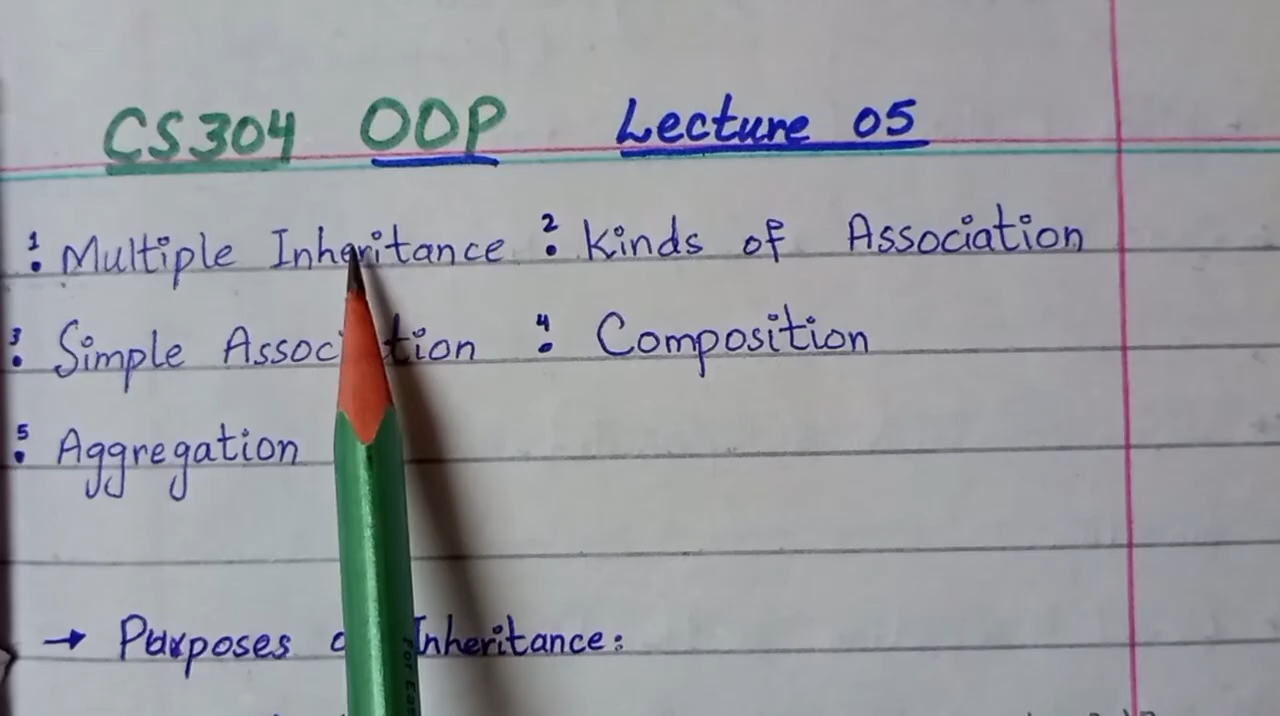 CS304 OOP Lecture 05
1: Multiple Inheritance 2: Kinds of Association
3: Simple Association 4: Composition
5: Aggregation
→ Purposes Inheritance: